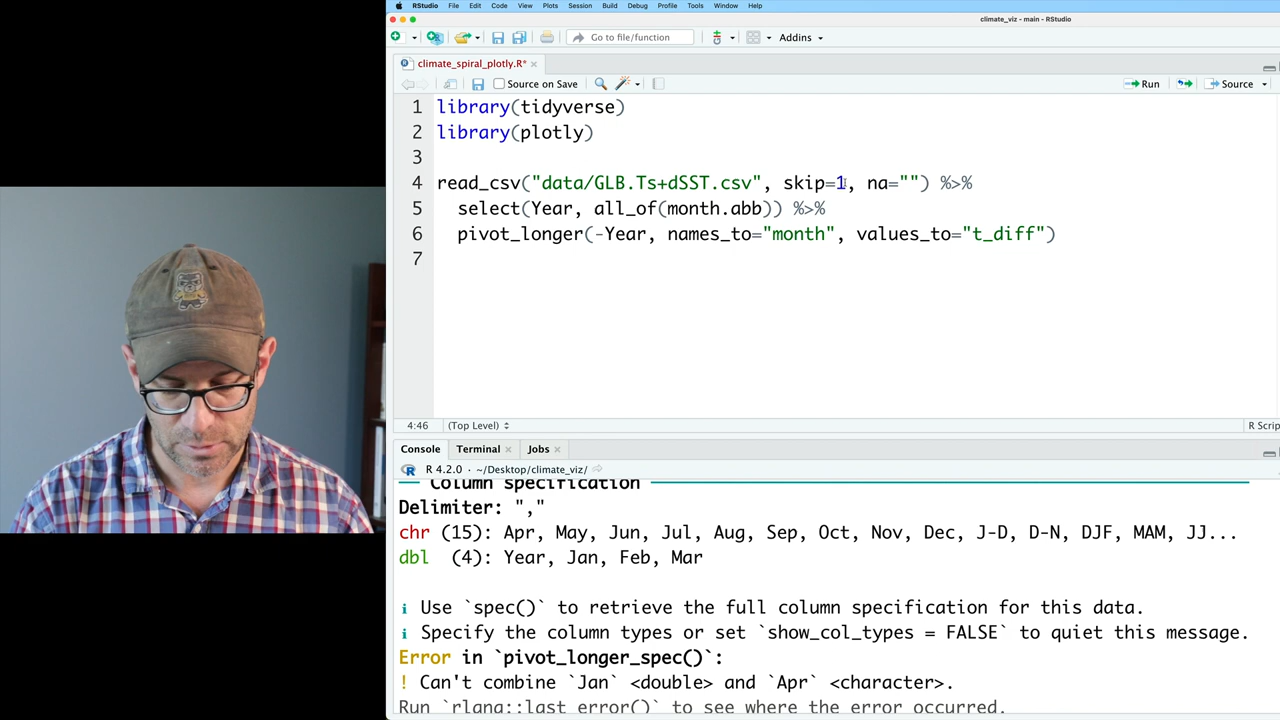 RStudio File Edit Code View Plots Session Build Debug Profile Tools Window Help
climate_viz - main - RStudio
Go to file/function Addins
climate_spiral_plotly.R*
Source on Save Run Source
1 library(tidyverse)
2 library(plotly)
3
4 read_csv("data/GLB.Ts+dSST.csv", skip=1, na="") %>%
5 select(Year, all_of(month.abb)) %>%
6 pivot_longer(-Year, names_to="month", values_to="t_diff")
7
4:46 (Top Level) R Scrip
Console Terminal Jobs
R 4.2.0 · ~/Desktop/climate_viz/
Column specification
Delimiter: ","
chr (15): Apr, May, Jun, Jul, Aug, Sep, Oct, Nov, Dec, J-D, D-N, DJF, MAM, JJ...
dbl (4): Year, Jan, Feb, Mar
i Use `spec()` to retrieve the full column specification for this data.
i Specify the column types or set `show_col_types = FALSE` to quiet this message.
Error in `pivot_longer_spec()`:
! Can't combine `Jan` <double> and `Apr` <character>.
Run `rlang::last_error()` to see where the error occurred.